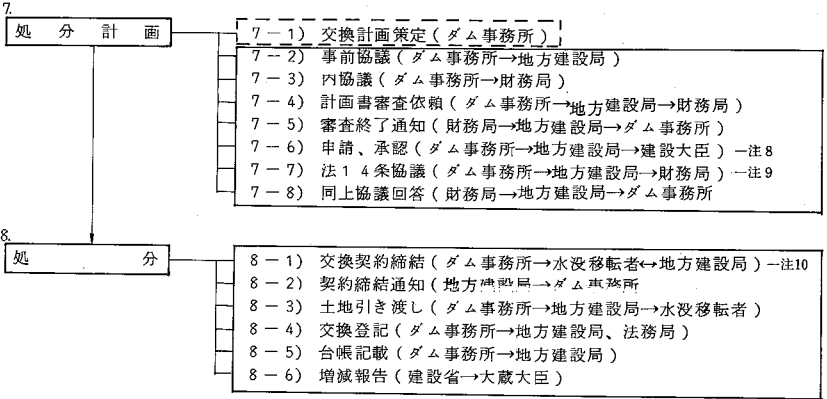 7.
処分計画
7－1) 交換計画策定(ダム事務所)
7－2) 事前協議(ダム事務所→地方建設局)
7－3) 内協議(ダム事務所→財務局)
7－4) 計画書審査依頼(ダム事務所→地方建設局→財務局)
7－5) 審査終了通知(財務局→地方建設局→ダム事務所)
7－6) 申請、承認(ダム事務所→地方建設局→建設大臣)―注8
7－7) 法14条協議(ダム事務所→地方建設局→財務局)―注9
7－8) 同上協議回答(財務局→地方建設局→ダム事務所
8.
処分
8－1) 交換契約締結(ダム事務所→水没移転者↔地方建設局)―注10
8－2) 契約締結通知(地方建設局→ダム事務所
8－3) 土地引き渡し(ダム事務所→地方建設局→水没移転者)
8－4) 交換登記(ダム事務所→地方建設局、法務局)
8－5) 台帳記載(ダム事務所→地方建設局)
8－6) 増減報告(建設省→大蔵大臣)